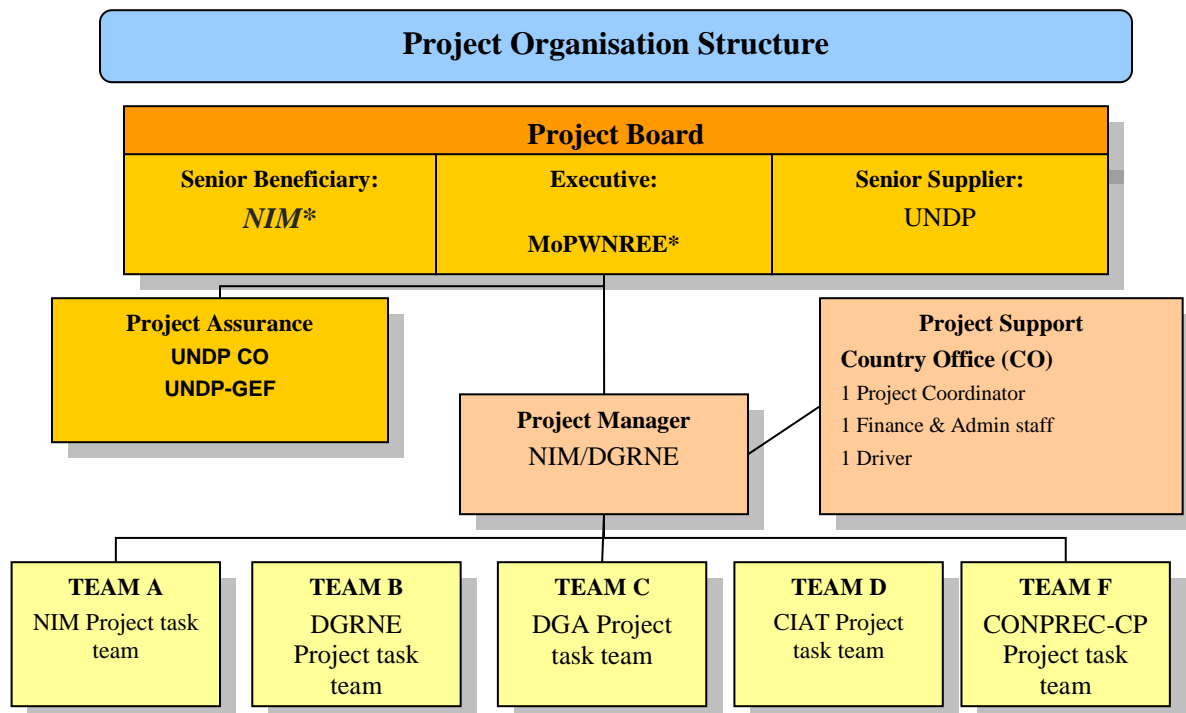 Project Organisation Structure
Project Board
Senior Beneficiary:
NIM*
Executive:
MoPWNREE*
Senior Supplier:
UNDP
Project Assurance
UNDP CO
UNDP-GEF
Project Support
Country Office (CO)
1 Project Coordinator
1 Finance & Admin staff
1 Driver
Project Manager
NIM/DGRNE
TEAM A
NIM Project task
team
TEAM B
DGRNE
Project task
team
TEAM C
DGA Project
task team
TEAM D
CIAT Project
task team
TEAM F
CONPREC-CP
Project task
team